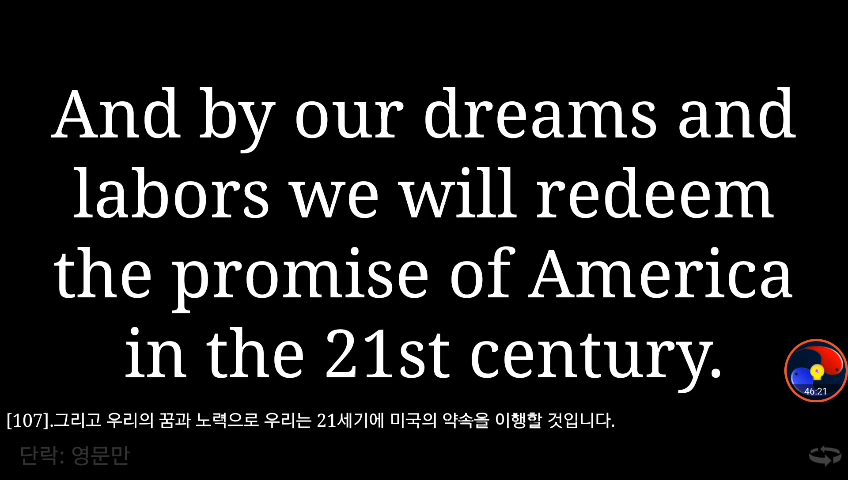 And by our dreams and
labors we will redeem
the promise of America
in the 21st century.
46:21
[107].그리고 우리의 꿈과 노력으로 우리는 21세기에 미국의 약속을 이행할 것입니다.
단락: 영문만